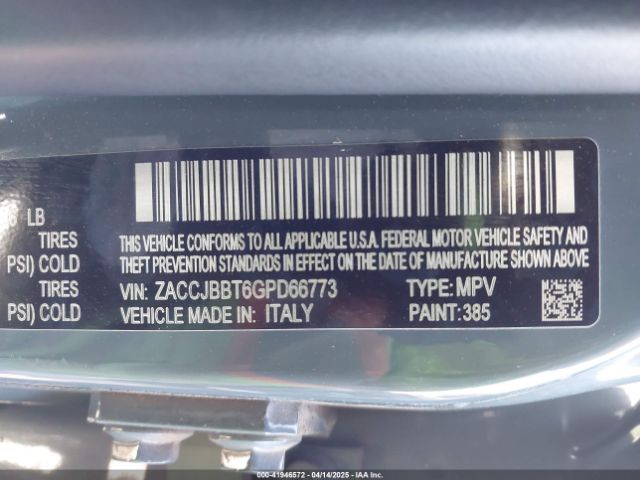 LB
TIRES
PSI) COLD
TIRES
PSI) COLD
THIS VEHICLE CONFORMS TO ALL APPLICABLE U.S.A. FEDERAL MOTOR VEHICLE SAFETY AND
THEFT PREVENTION STANDARDS IN EFFECT ON THE DATE OF MANUFACTURE SHOWN ABOVE
VIN: ZACCJBBT6GPD66773 TYPE: MPV
VEHICLE MADE IN: ITALY PAINT: 385
000-41946572 - 04/14/2025 - IAA Inc.